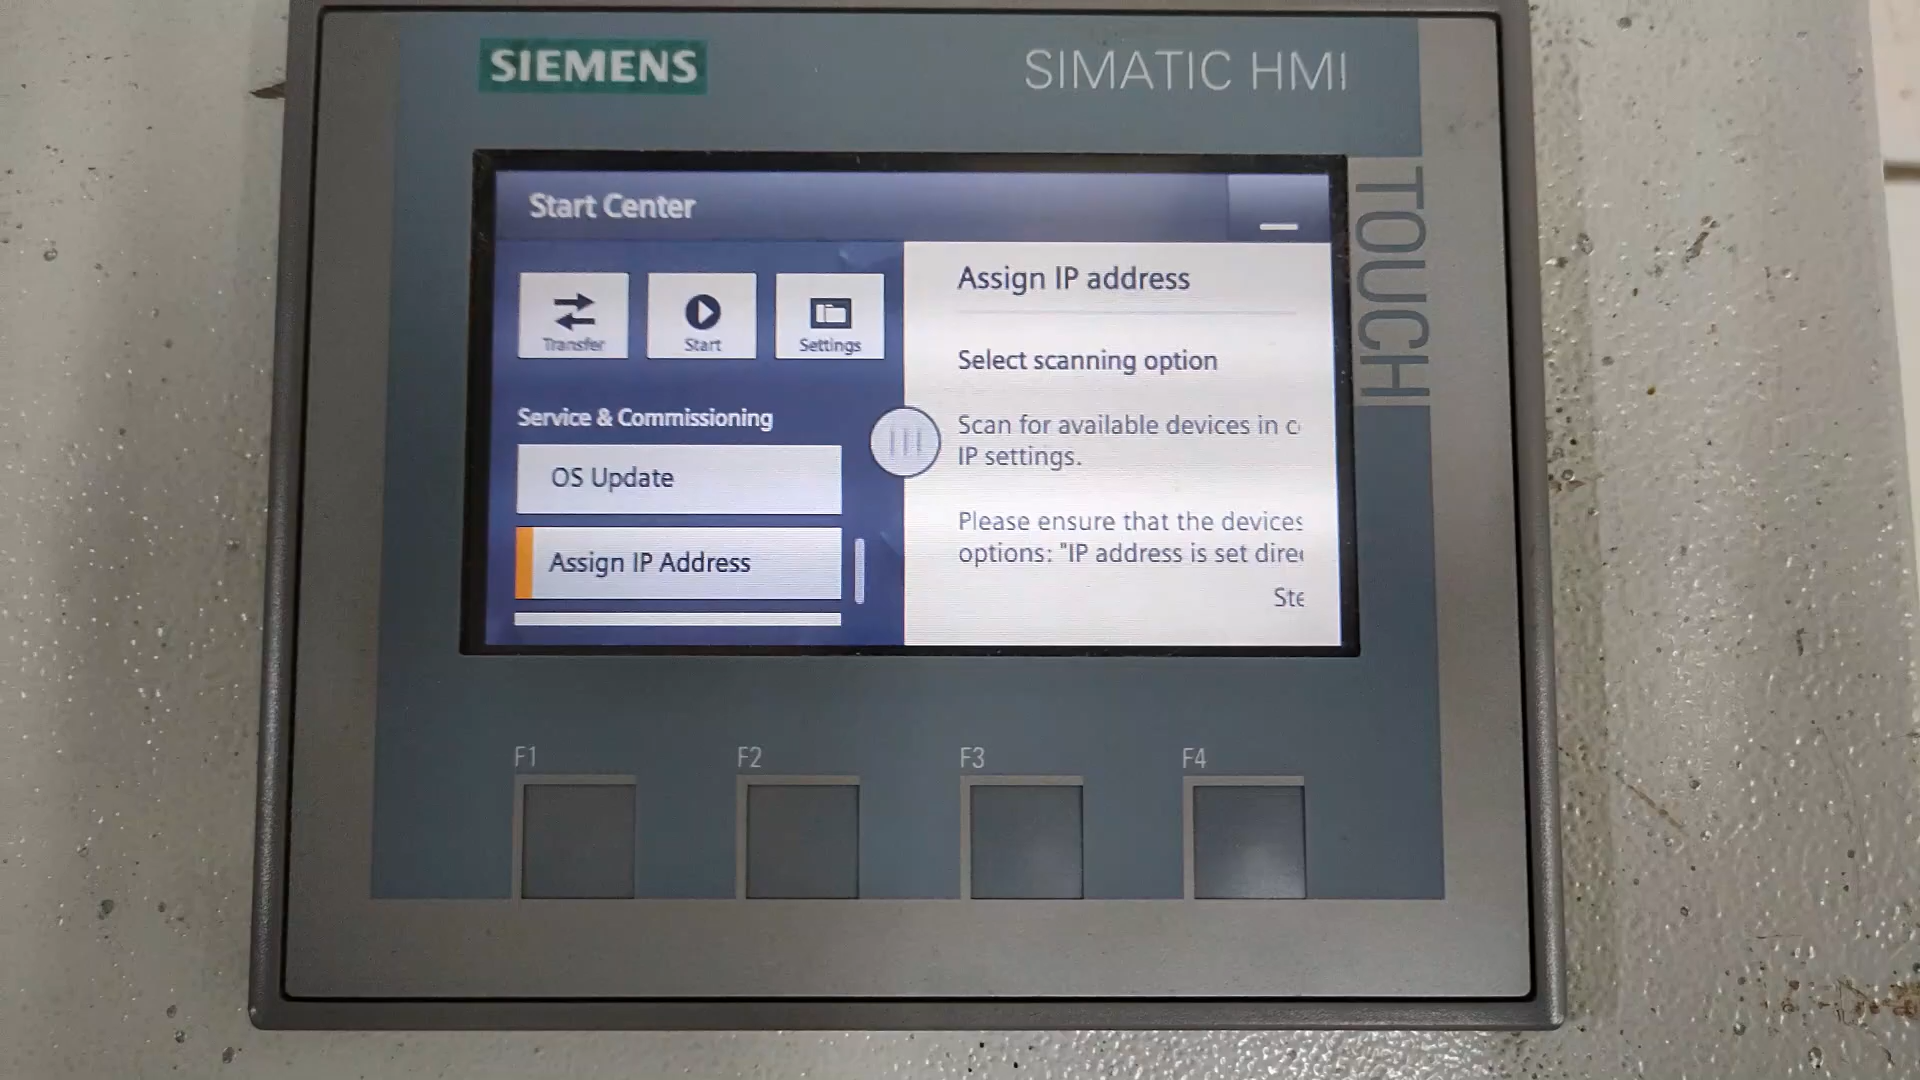 SIEMENS
SIMATIC HMI
TOUCH
Start Center
Transfer
Start
Settings
Service & Commissioning
OS Update
Assign IP Address
Assign IP address
Select scanning option
Scan for available devices in
IP settings.
Please ensure that the devices
options: "IP address is set
F1
F2
F3
F4